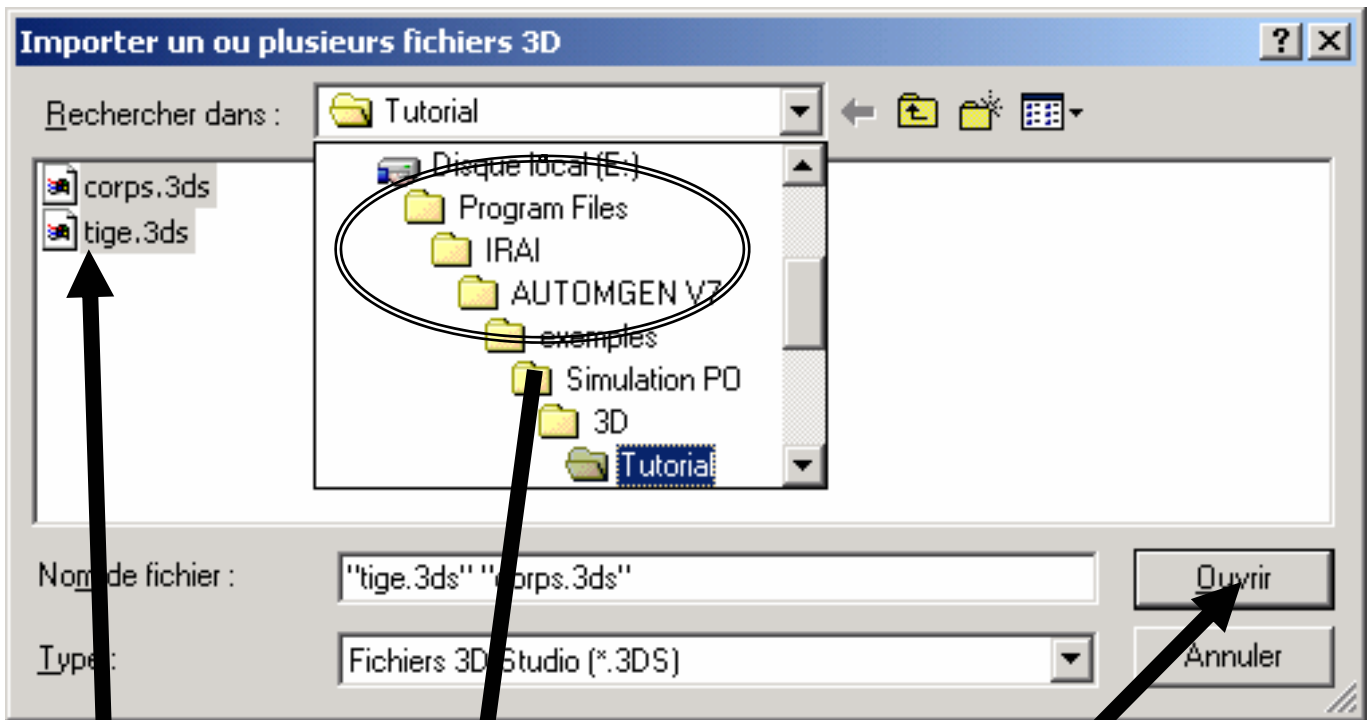 Importer un ou plusieurs fichiers 3D
Rechercher dans :
Tutorial
corps.3ds
tige.3ds
Disque local (E:)
Program Files
IRAI
AUTOMGEN V7
exemples
Simulation PO
3D
Tutorial
Nom de fichier :
"tige.3ds" "corps.3ds"
Ouvrir
Type :
Fichiers 3D Studio (*.3DS)
Annuler